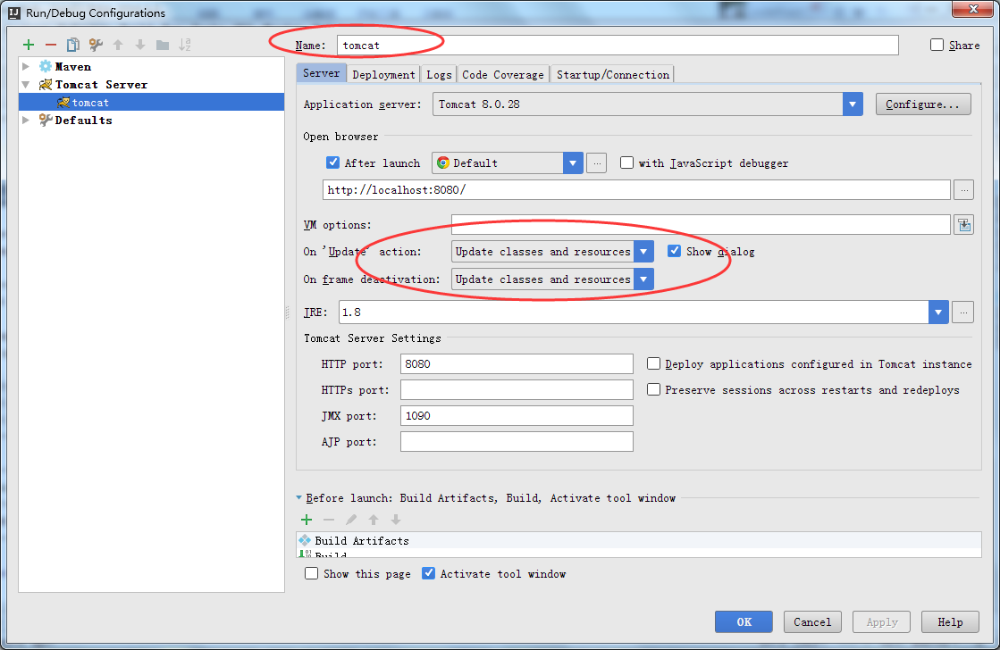 Run/Debug Configurations
Name: tomcat
Share
Maven
Tomcat Server
tomcat
Defaults
Server Deployment Logs Code Coverage Startup/Connection
Application server: Tomcat 8.0.28 Configure...
Open browser
After launch Default ... with JavaScript debugger
http://localhost:8080/ ...
VM options:
On 'Update' action: Update classes and resources Show dialog
On frame deactivation: Update classes and resources
JRE: 1.8 ...
Tomcat Server Settings
HTTP port: 8080 Deploy applications configured in Tomcat instance
HTTPs port: Preserve sessions across restarts and redeploys
JMX port: 1090
AJP port:
Before launch: Build Artifacts, Build, Activate tool window
Build Artifacts
Build
Show this page Activate tool window
OK Cancel Apply Help